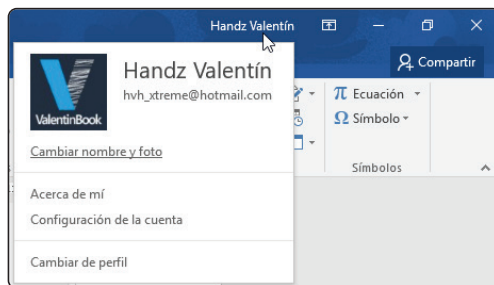 Handz Valentín
Compartir
Handz Valentín
hvh_xtreme@hotmail.com
ValentinBook
Cambiar nombre y foto
Acerca de mí
Configuración de la cuenta
Cambiar de perfil
π Ecuación
Ω Símbolo
Símbolos